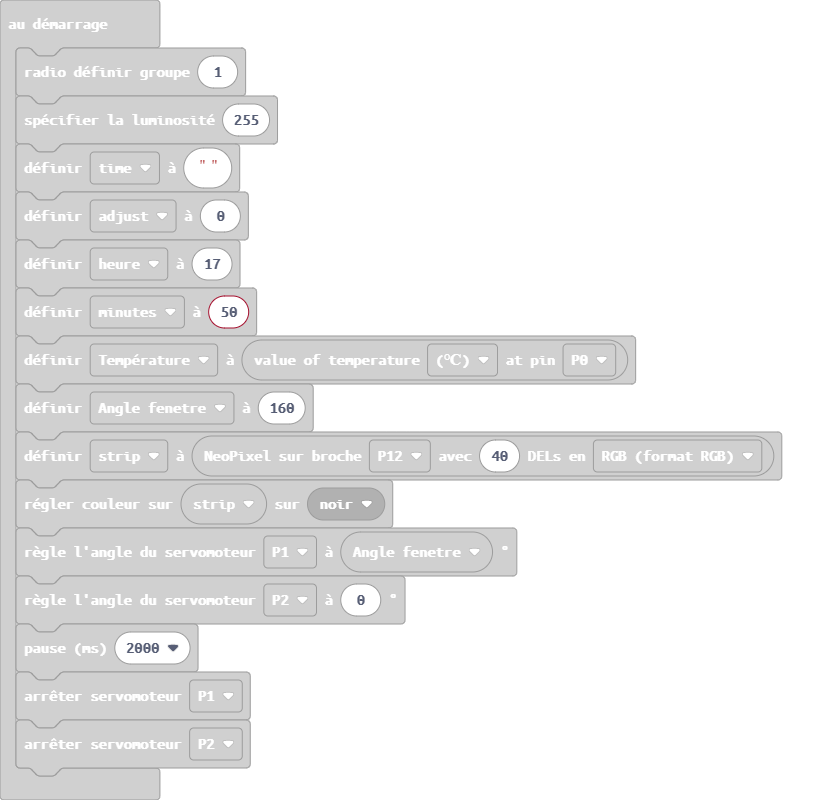 au démarrage
radio définir groupe 1
spécifier la luminosité 255
définir time à " "
définir adjust à 0
définir heure à 17
définir minutes à 50
définir Température à value of temperature (℃) at pin P0
définir Angle fenetre à 160
définir strip à NeoPixel sur broche P12 avec 40 DELs en RGB (format RGB)
régler couleur sur strip sur noir
règle l'angle du servomoteur P1 à Angle fenetre °
règle l'angle du servomoteur P2 à 0 °
pause (ms) 2000
arrêter servomoteur P1
arrêter servomoteur P2